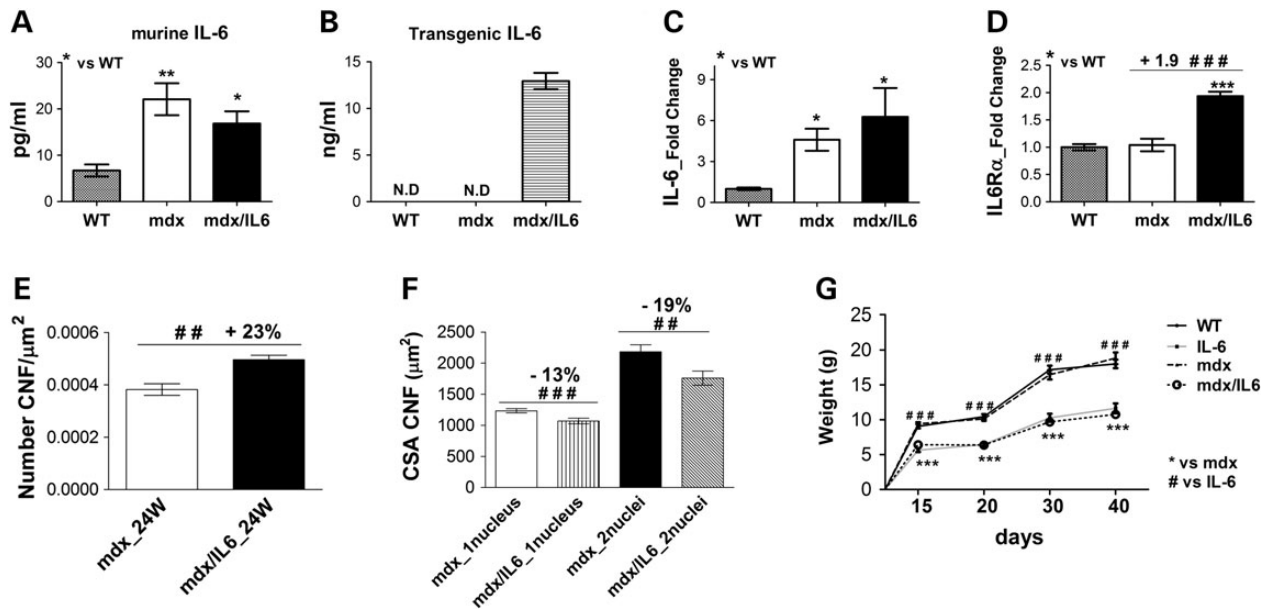 A
murine IL-6
* vs WT
pg/ml
30
20
10
0
**
*
WT
mdx
mdx/IL6
B
Transgenic IL-6
ng/ml
15
10
5
0
N.D
N.D
WT
mdx
mdx/IL6
C
* vs WT
IL-6_Fold Change
9
6
3
0
*
*
WT
mdx
mdx/IL6
D
* vs WT
+ 1.9 ###
***
IL6Rα_Fold Change
2.5
2.0
1.5
1.0
0.5
0.0
WT
mdx
mdx/IL6
E
Number CNF/μm²
0.0006
0.0004
0.0002
0.0000
## + 23%
mdx_24W
mdx/IL6_24W
F
CSA CNF (μm²)
2500
2000
1500
1000
500
0
- 13%
###
- 19%
##
mdx_1nucleus
mdx/IL6_1nucleus
mdx_2nuclei
mdx/IL6_2nuclei
G
Weight (g)
25
20
15
10
5
0
###
###
###
###
***
***
***
***
15
20
30
40
days
WT
IL-6
mdx
mdx/IL6
* vs mdx
# vs IL-6